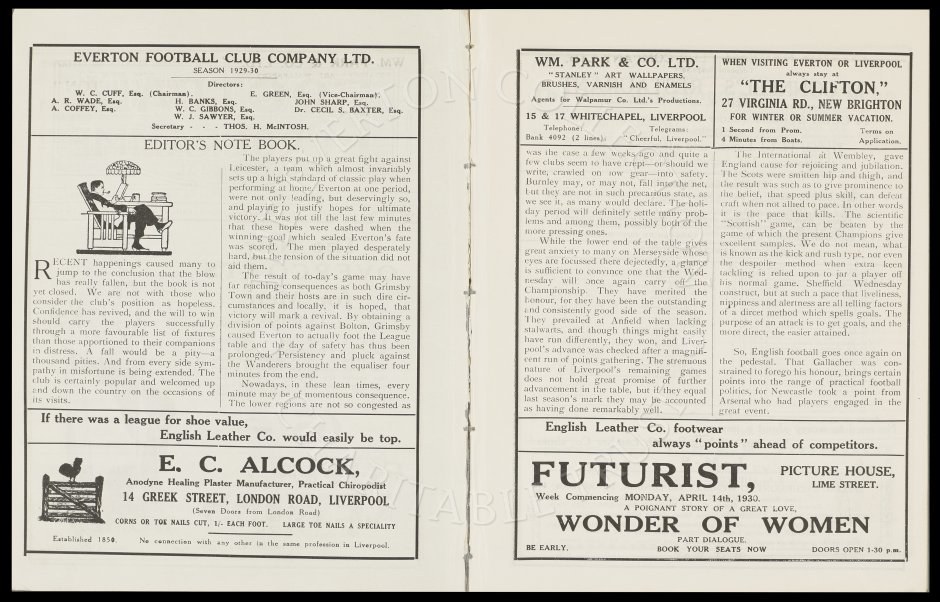 EVERTON FOOTBALL CLUB COMPANY LTD.
SEASON 1929-30
Directors:
W. C. CUFF, Esq. (Chairman). E. GREEN, Esq. (Vice-Chairman).
A. R. WADE, Esq. H. BANKS, Esq. JOHN SHARP, Esq.
A. COFFEY, Esq. W. C. GIBBONS, Esq. Dr. CECIL S. BAXTER, Esq.
W. J. SAWYER, Esq.
Secretary - - - THOS. H. McINTOSH.
EDITOR'S NOTE BOOK.
RECENT happenings caused many to
jump to the conclusion that the blow
has really fallen, but the book is not
yet closed. We are not with those who
consider the club's position as hopeless.
Confidence has revived, and the will to win
should carry the players successfully
through a more favourable list of fixtures
than those apportioned to their companions
in distress. A fall would be a pity—a
thousand pities. And from every side sym-
pathy in misfortune is being extended. The
club is certainly popular and welcomed up
and down the country on the occasions of
its visits.
The players put up a great fight against
Leicester, a team which almost invariably
sets up a high standard of classic play when
performing at home. Everton at one period,
were not only leading, but deservingly so,
and playing to justify hopes for ultimate
victory. It was not till the last few minutes
that these hopes were dashed when the
winning goal which sealed Everton's fate
was scored. The men played desperately
hard, but the tension of the situation did not
aid them.
The result of to-day's game may have
far reaching consequences as both Grimsby
Town and their hosts are in such dire cir-
cumstances and locally, it is hoped, that
victory will mark a revival. By obtaining a
division of points against Bolton, Grimsby
caused Everton to actually foot the League
table and the day of safety has thus been
prolonged. Persistency and pluck against
the Wanderers brought the equaliser four
minutes from the end.
Nowadays, in these lean times, every
minute may be of momentous consequence.
The lower regions are not so congested as
If there was a league for shoe value,
English Leather Co. would easily be top.
E. C. ALCOCK,
Anodyne Healing Plaster Manufacturer, Practical Chiropodist
14 GREEK STREET, LONDON ROAD, LIVERPOOL
(Seven Doors from London Road)
CORNS OR TOE NAILS CUT, 1/- EACH FOOT. LARGE TOE NAILS A SPECIALITY
Established 1850. No connection with any other in the same profession in Liverpool.
WM. PARK & CO. LTD.
"STANLEY" ART WALLPAPERS.
BRUSHES, VARNISH AND ENAMELS
Agents for Walpamur Co. Ltd.'s Productions.
15 & 17 WHITECHAPEL, LIVERPOOL
Telephone: Telegrams:
Bank 4092 (2 lines). "Cheerful, Liverpool."
WHEN VISITING EVERTON OR LIVERPOOL
always stay at
"THE CLIFTON,"
27 VIRGINIA RD., NEW BRIGHTON
FOR WINTER OR SUMMER VACATION.
1 Second from Prom. Terms on
4 Minutes from Boats. Application.
was the case a few weeks ago and quite a
few clubs seem to have crept—or should we
write, crawled on low gear—into safety.
Burnley may, or may not, fall into the net,
but they are not in such precarious state, as
we see it, as many would declare. The holi-
day period will definitely settle many prob-
lems and among them, possibly both of the
more pressing ones.
While the lower end of the table gives
great anxiety to many on Merseyside whose
eyes are focussed there dejectedly, a glance
is sufficient to convince one that the Wed-
nesday will once again carry off the
Championship. They have merited the
honour, for they have been the outstanding
and consistently good side of the season.
They prevailed at Anfield when lacking
stalwarts, and though things might easily
have run differently, they won, and Liver-
pool's advance was checked after a magnifi-
cent run of points gathering. The strenuous
nature of Liverpool's remaining games
does not hold great promise of further
advancement in the table, but if they equal
last season's mark they may be accounted
as having done remarkably well.
The International at Wembley, gave
England cause for rejoicing and jubilation.
The Scots were smitten hip and thigh, and
the result was such as to give prominence to
the belief, that speed plus skill, can defeat
craft when not allied to pace. In other words,
it is the pace that kills. The scientific
"Scottish" game, can be beaten by the
game of which the present Champions give
excellent samples. We do not mean, what
is known as the kick and rush type, nor even
the despoiler method when extra keen
tackling is relied upon to jar a player off
his normal game. Sheffield Wednesday
construct, but at such a pace that liveliness,
nippiness and alertness are all telling factors
of a direct method which spells goals. The
purpose of an attack is to get goals, and the
more direct, the easier attained.
So, English football goes once again on
the pedestal. That Gallacher was con-
strained to forego his honour, brings certain
points into the range of practical football
politics, for Newcastle took a point from
Arsenal who had players engaged in the
great event.
English Leather Co. footwear
always "points" ahead of competitors.
FUTURIST, PICTURE HOUSE,
LIME STREET.
Week Commencing MONDAY, APRIL 14th, 1930.
A POIGNANT STORY OF A GREAT LOVE,
WONDER OF WOMEN
PART DIALOGUE.
BE EARLY. BOOK YOUR SEATS NOW DOORS OPEN 1-30 p.m.